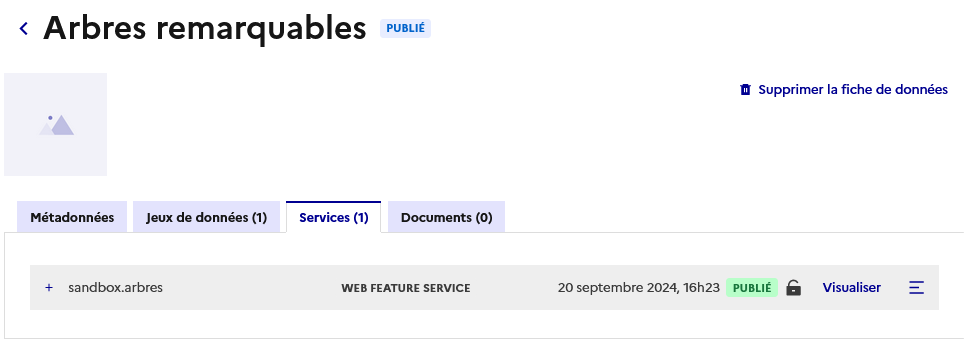 Arbres remarquables PUBLIÉ
Supprimer la fiche de données
Métadonnées Jeux de données (1) Services (1) Documents (0)
+ sandbox.arbres WEB FEATURE SERVICE 20 septembre 2024, 16h23 PUBLIÉ Visualiser